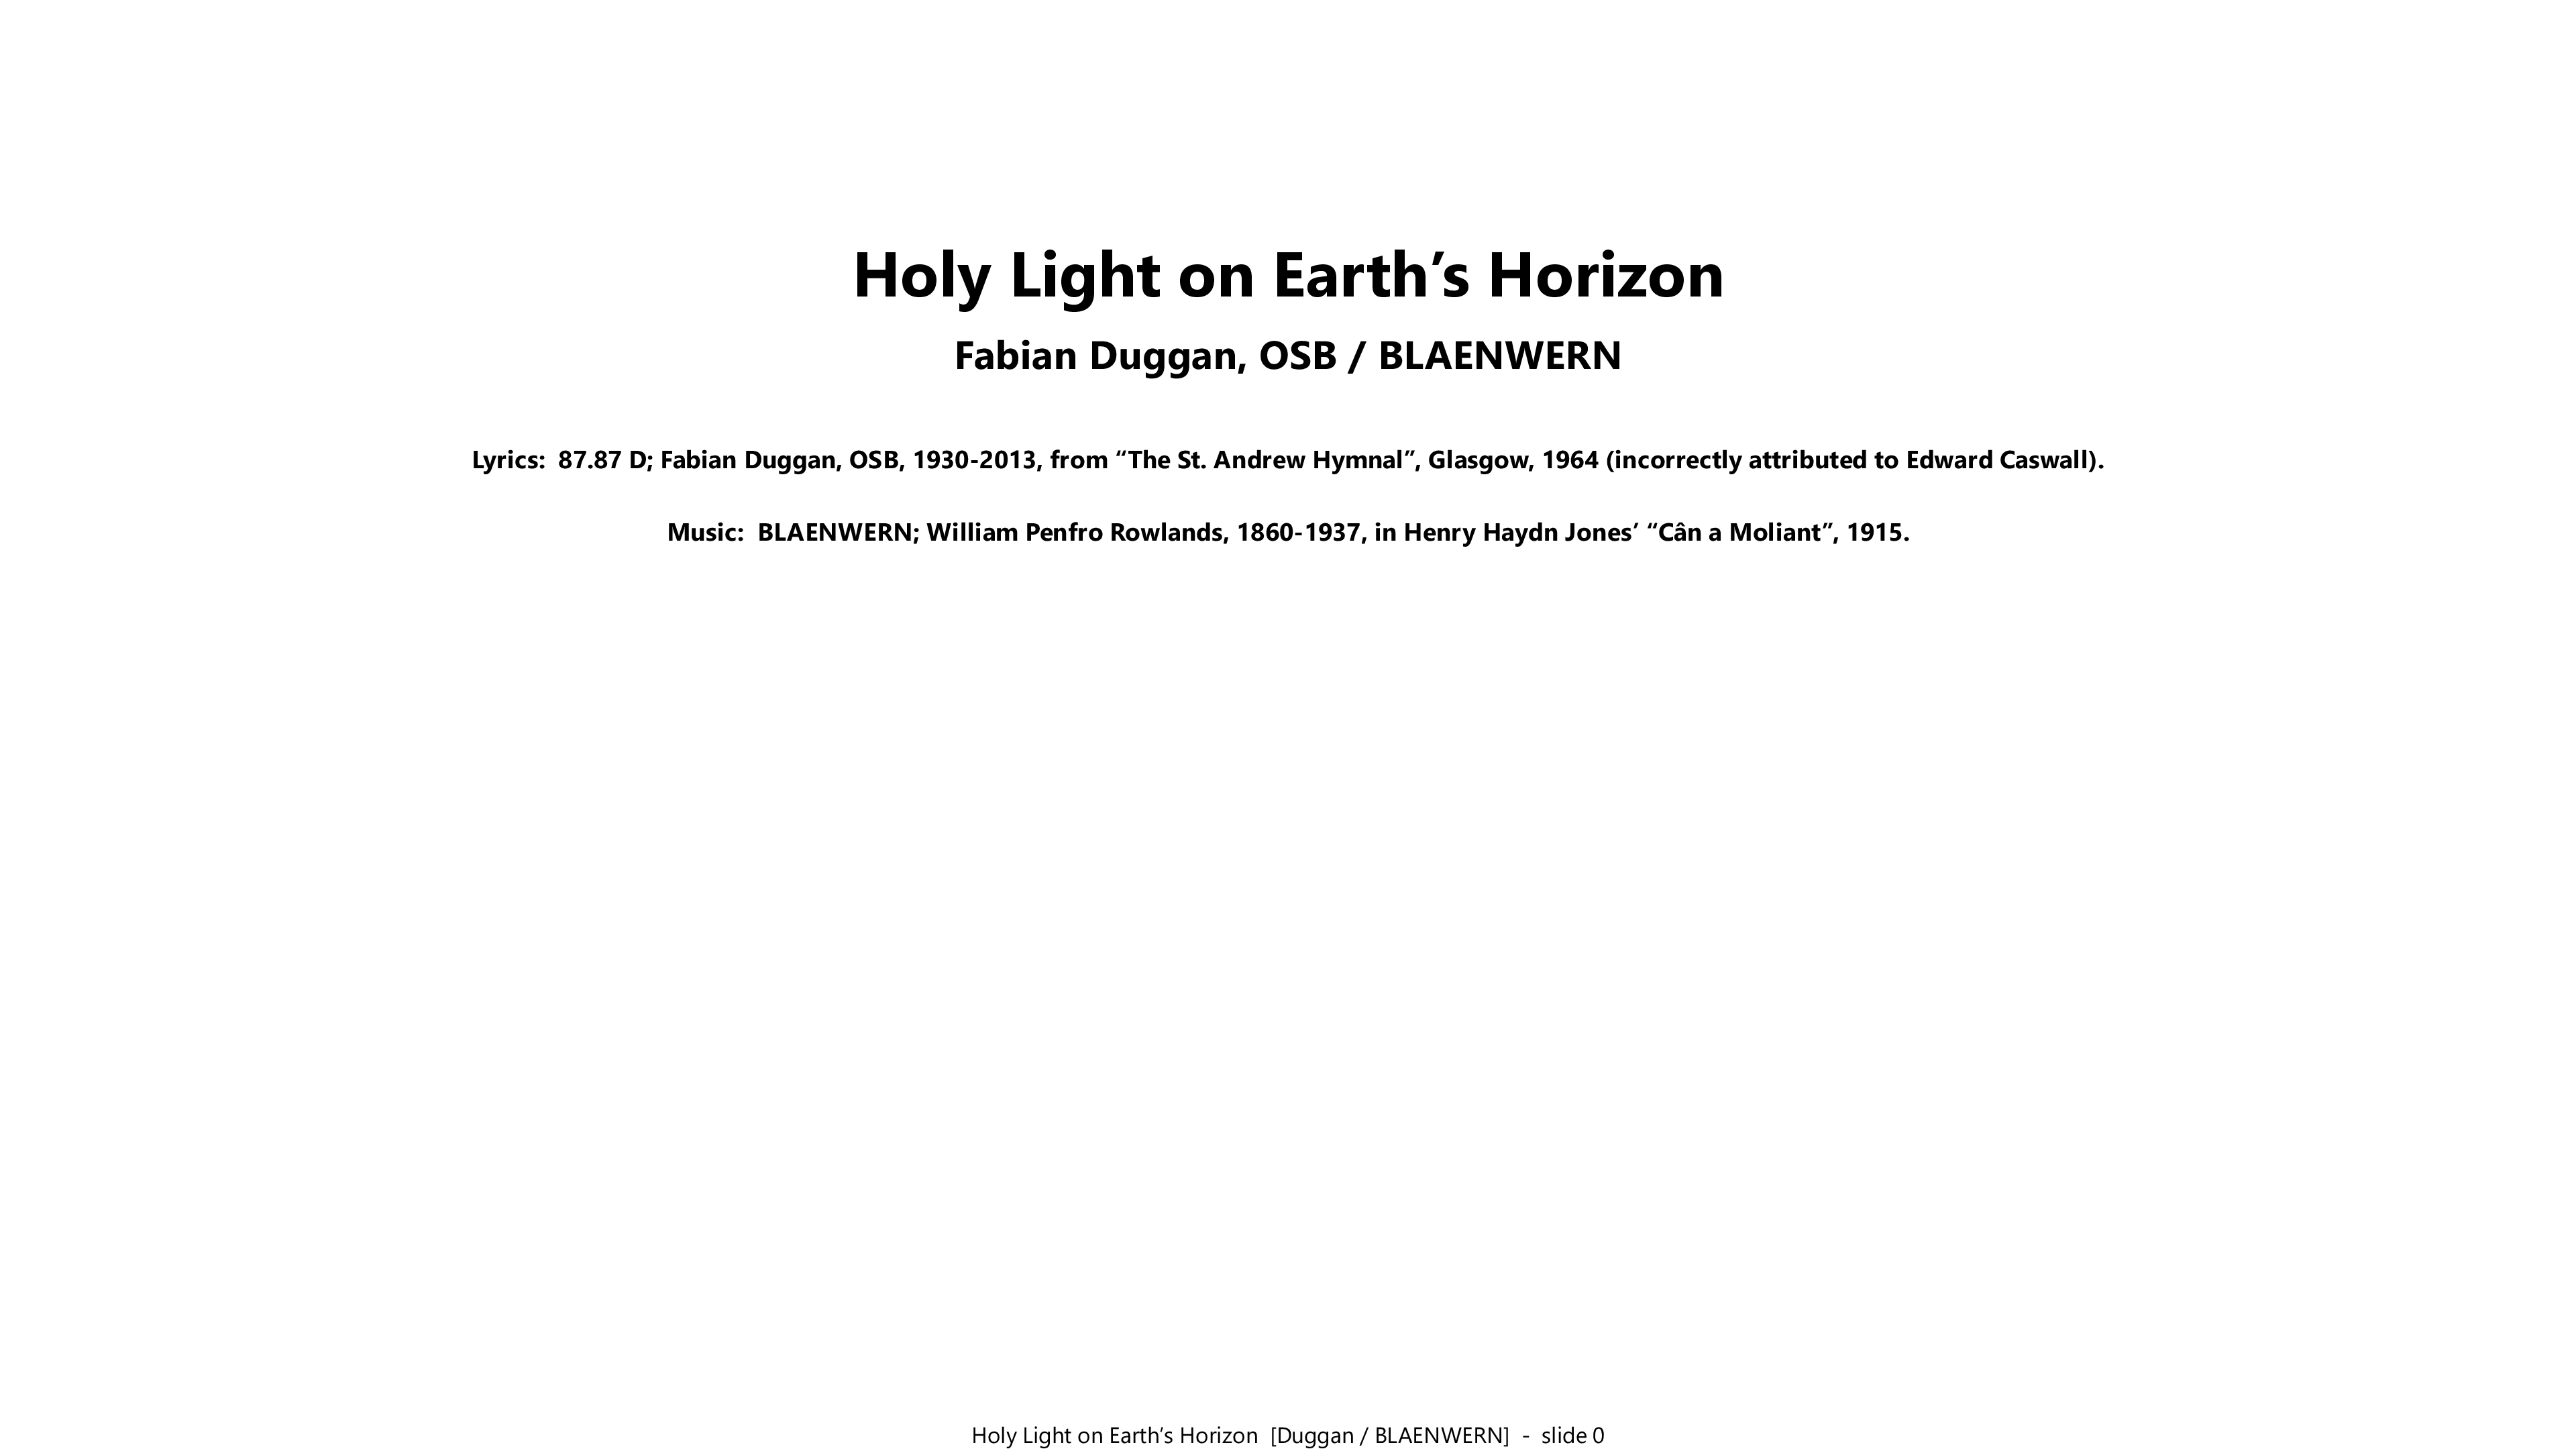 Holy Light on Earth’s Horizon
Fabian Duggan, OSB / BLAENWERN
Lyrics:  87.87 D; Fabian Duggan, OSB, 1930-2013, from “The St. Andrew Hymnal”, Glasgow, 1964 (incorrectly attributed to Edward Caswall).
Music:  BLAENWERN; William Penfro Rowlands, 1860-1937, in Henry Haydn Jones’ “Cân a Moliant”, 1915.
Holy Light on Earth’s Horizon  [Duggan / BLAENWERN]  -  slide 0